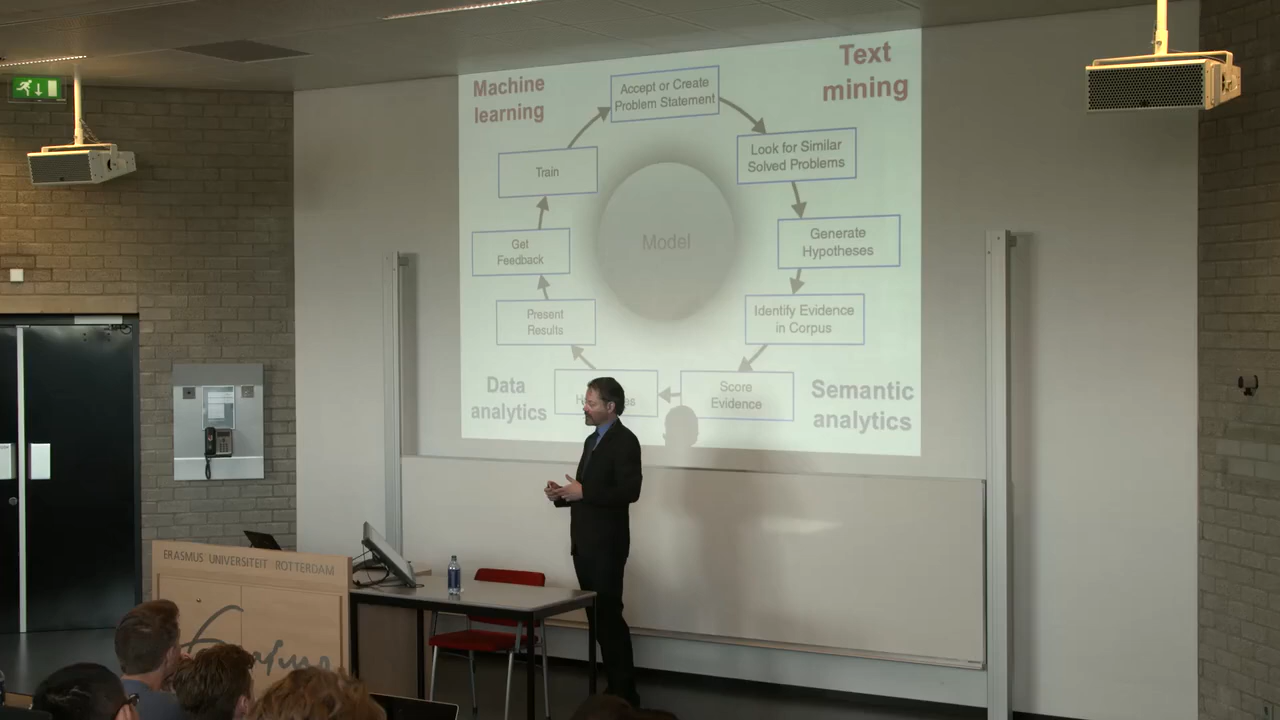 Machine
learning
Text
mining
Accept or Create
Problem Statement
Look for Similar
Solved Problems
Generate
Hypotheses
Identify Evidence
in Corpus
Score
Evidence
Present
Results
Get
Feedback
Train
Model
Data
analytics
Semantic
analytics
ERASMUS UNIVERSITEIT ROTTERDAM
Erasmus